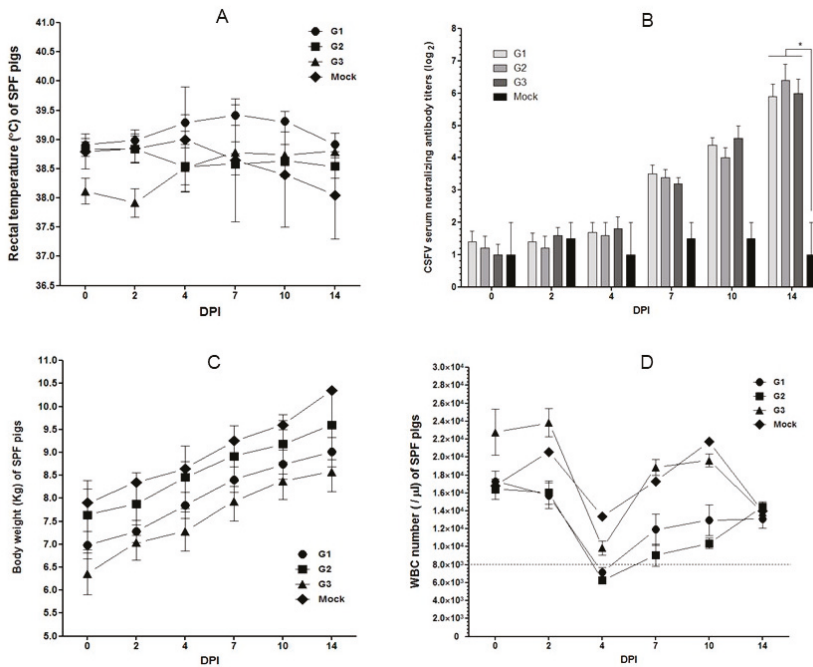 A
Rectal temperature (°C) of SPF pigs
41.0
40.5
40.0
39.5
39.0
38.5
38.0
37.5
37.0
36.5
0 2 4 7 10 14
DPI
G1
G2
G3
Mock
B
CSFV serum neutralizing antibody titers (log 2)
8
7
6
5
4
3
2
1
0
0 2 4 7 10 14
DPI
G1
G2
G3
Mock
*
C
Body weight (Kg) of SPF pigs
11.0
10.5
10.0
9.5
9.0
8.5
8.0
7.5
7.0
6.5
6.0
5.5
5.0
0 2 4 7 10 14
DPI
G1
G2
G3
Mock
D
WBC number ( / µl) of SPF pigs
3.0×10⁴
2.8×10⁴
2.6×10⁴
2.4×10⁴
2.2×10⁴
2.0×10⁴
1.8×10⁴
1.6×10⁴
1.4×10⁴
1.2×10⁴
1.0×10⁴
8.0×10³
6.0×10³
4.0×10³
2.0×10³
0
0 2 4 7 10 14
DPI
G1
G2
G3
Mock